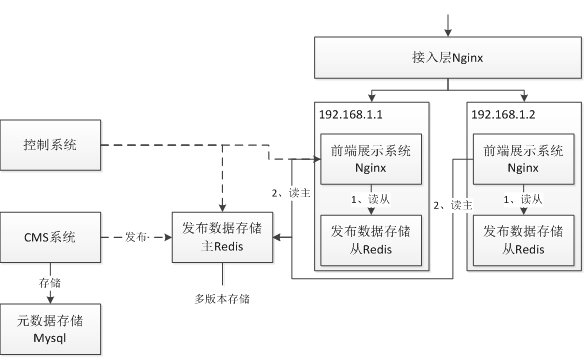 接入层Nginx
192.168.1.1
192.168.1.2
控制系统
前端展示系统
Nginx
前端展示系统
Nginx
2、读主
1、读从
2、读主
1、读从
CMS系统
发布
发布数据存储
主Redis
发布数据存储
从Redis
发布数据存储
从Redis
存储
多版本存储
元数据存储
Mysql